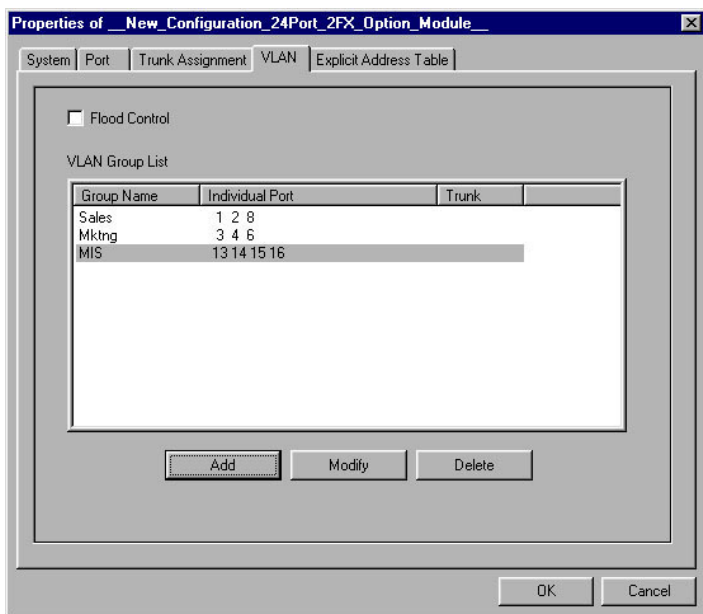 Properties of __New_Configuration_24Port_2FX_Option_Module__
System Port Trunk Assignment VLAN Explicit Address Table
Flood Control
VLAN Group List
Group Name Individual Port Trunk
Sales 1 2 8
Mktng 3 4 6
MIS 13 14 15 16
Add Modify Delete
OK Cancel